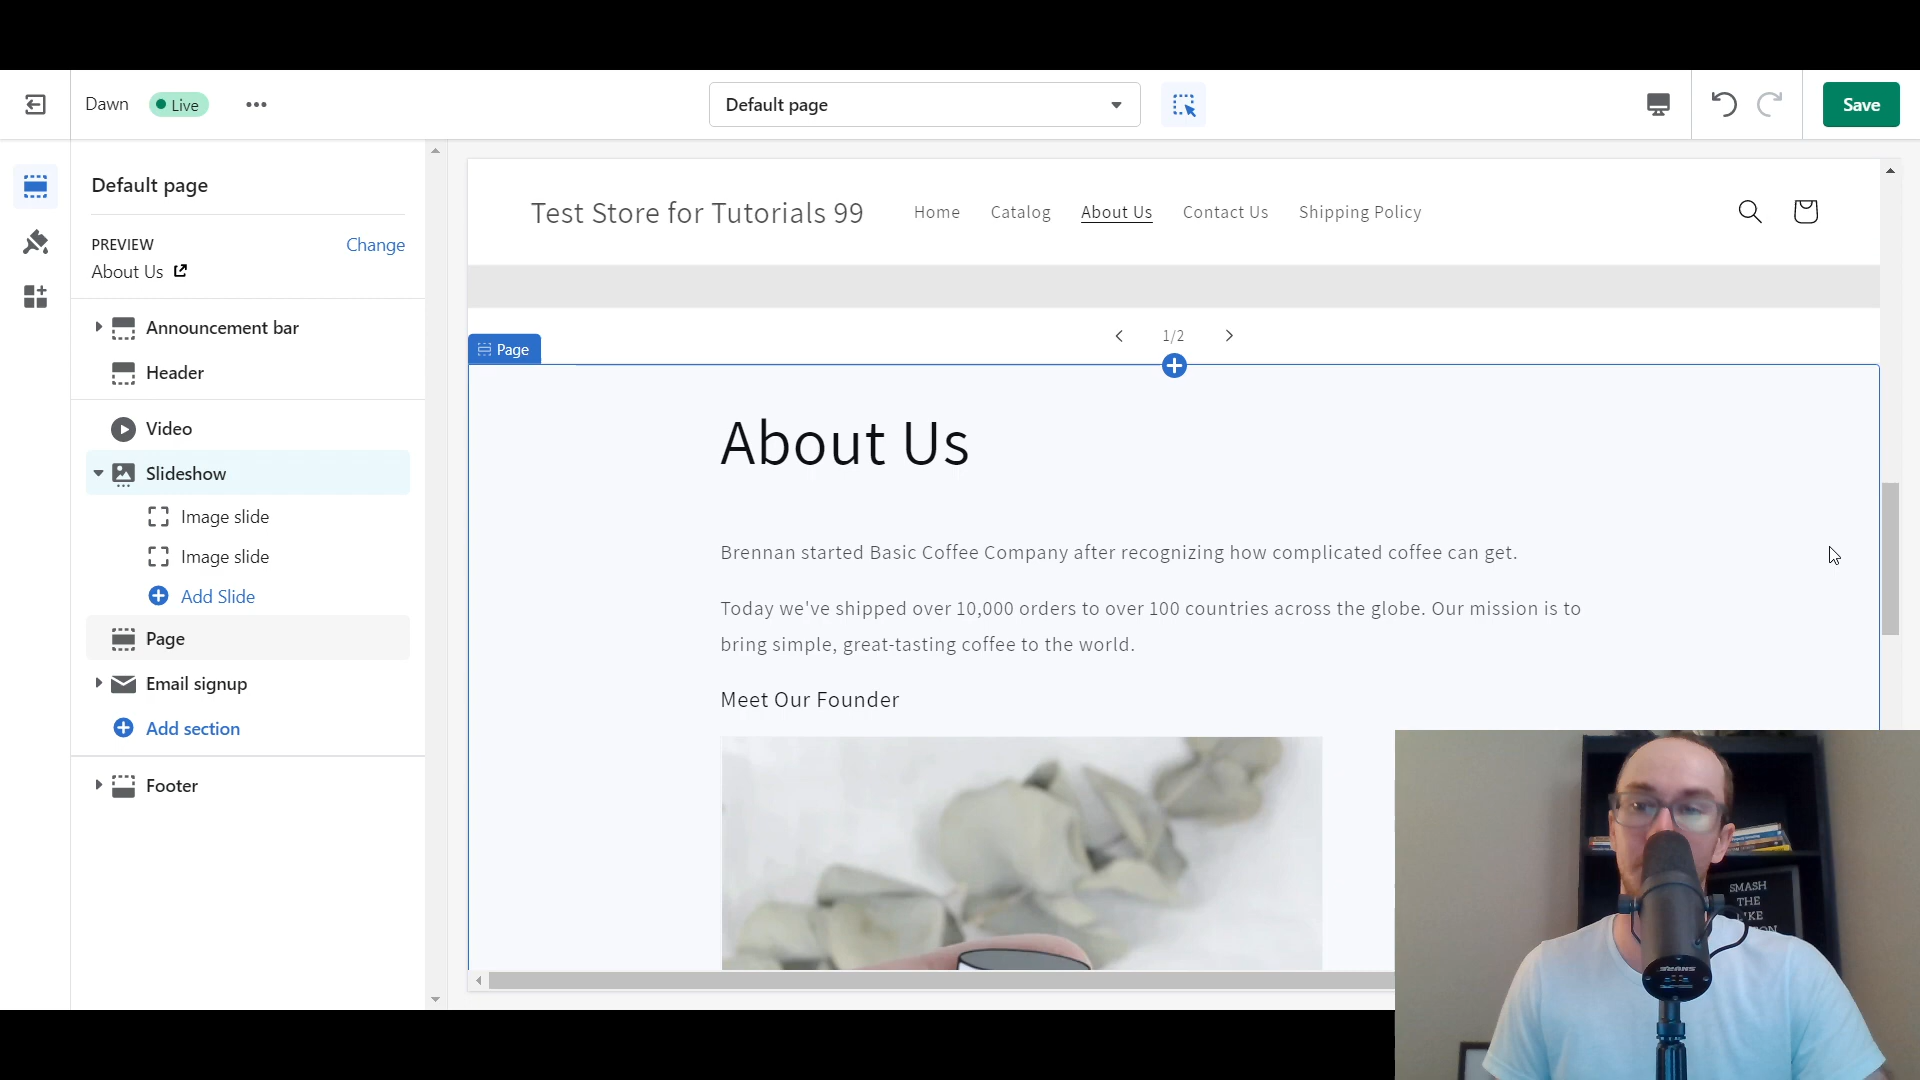 Dawn
Live
Default page
Save
Default page
PREVIEW
Change
About Us
Announcement bar
Header
Video
Slideshow
Image slide
Image slide
Add Slide
Page
Email signup
Add section
Footer
Test Store for Tutorials 99
Home
Catalog
About Us
Contact Us
Shipping Policy
1/2
Page
About Us
Brennan started Basic Coffee Company after recognizing how complicated coffee can get.
Today we've shipped over 10,000 orders to over 100 countries across the globe. Our mission is to
bring simple, great-tasting coffee to the world.
Meet Our Founder
SMASH
THE
SHURE